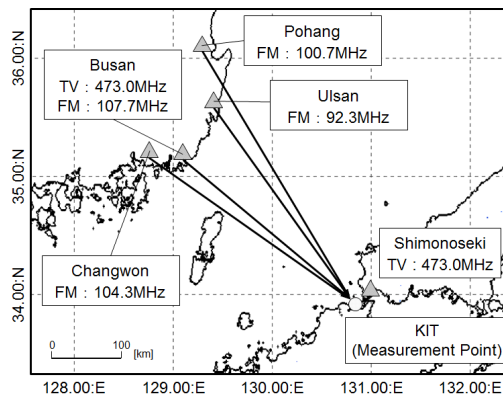 Pohang
FM : 100.7MHz
Busan
TV : 473.0MHz
FM : 107.7MHz
Ulsan
FM : 92.3MHz
Changwon
FM : 104.3MHz
Shimonoseki
TV : 473.0MHz
KIT
(Measurement Point)
36.00:N
35.00:N
34.00:N
0 100
[km]
128.00:E 129.00:E 130.00:E 131.00:E 132.00:E